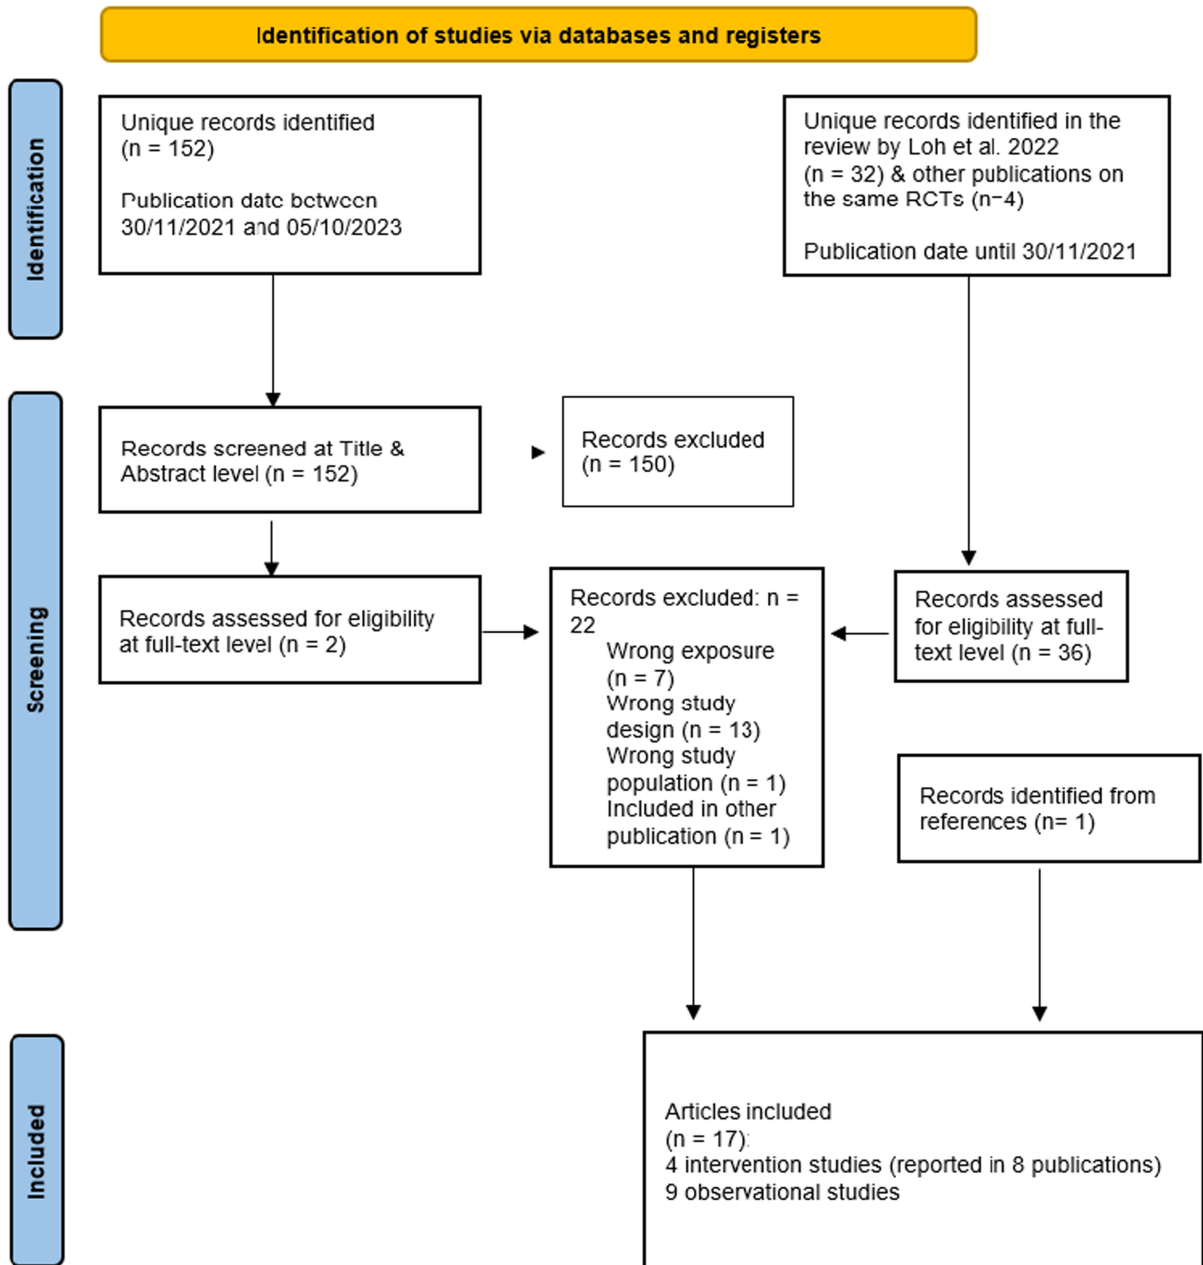 Identification of studies via databases and registers
Identification
Unique records identified
(n = 152)
Publication date between
30/11/2021 and 05/10/2023
Unique records identified in the
review by Loh et al. 2022
(n = 32) & other publications on
the same RCTs (n=4)
Publication date until 30/11/2021
Screening
Records screened at Title &
Abstract level (n = 152)
Records excluded
(n = 150)
Records assessed for eligibility
at full-text level (n = 2)
Records excluded: n =
22
Wrong exposure
(n = 7)
Wrong study
design (n = 13)
Wrong study
population (n = 1)
Included in other
publication (n = 1)
Records assessed
for eligibility at full-
text level (n = 36)
Records identified from
references (n= 1)
Included
Articles included
(n = 17):
4 intervention studies (reported in 8 publications)
9 observational studies